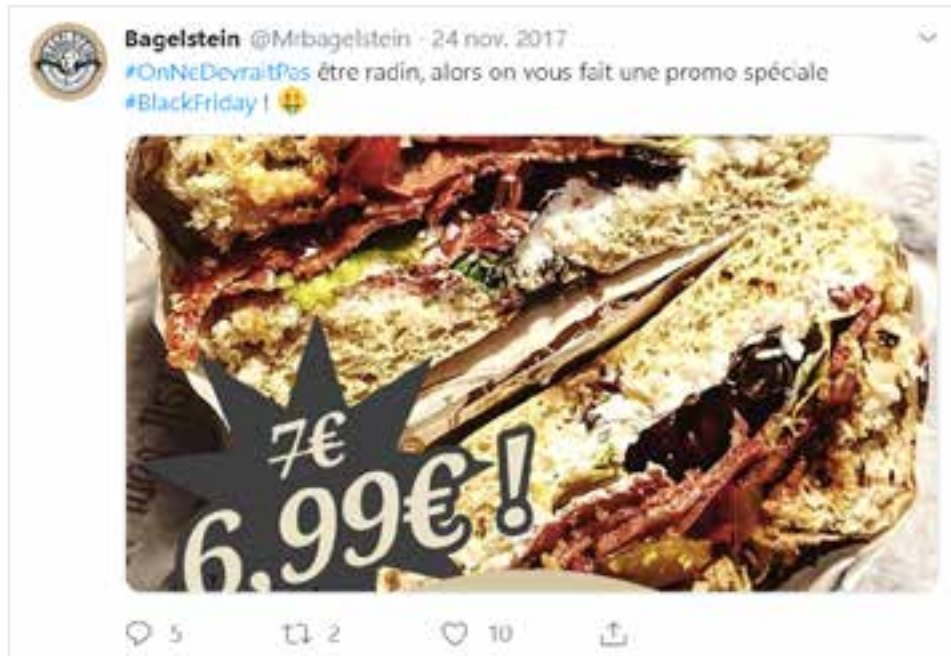 Bagelstein @Mrbagelstein · 24 nov. 2017
#OnNeDevraitPas être radin, alors on vous fait une promo spéciale
#BlackFriday ! 🤑
7€
6,99€ !
5 2 10